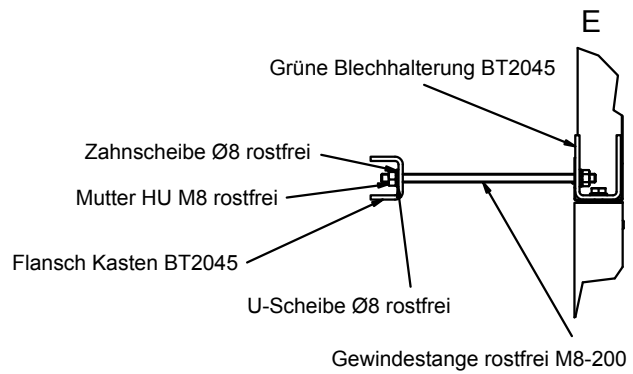 E
Grüne Blechhalterung BT2045
Zahnscheibe Ø8 rostfrei
Mutter HU M8 rostfrei
Flansch Kasten BT2045
U-Scheibe Ø8 rostfrei
Gewindestange rostfrei M8-200